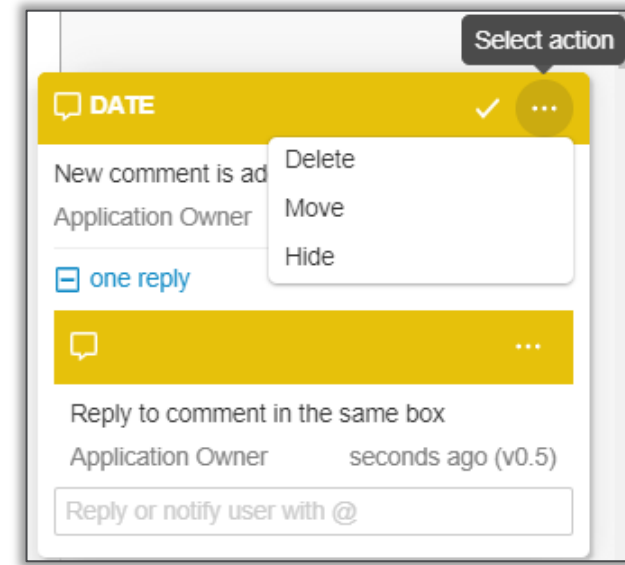 Select action
DATE
New comment is ad
Delete
Application Owner
Move
Hide
one reply
Reply to comment in the same box
Application Owner seconds ago (v0.5)
Reply or notify user with @